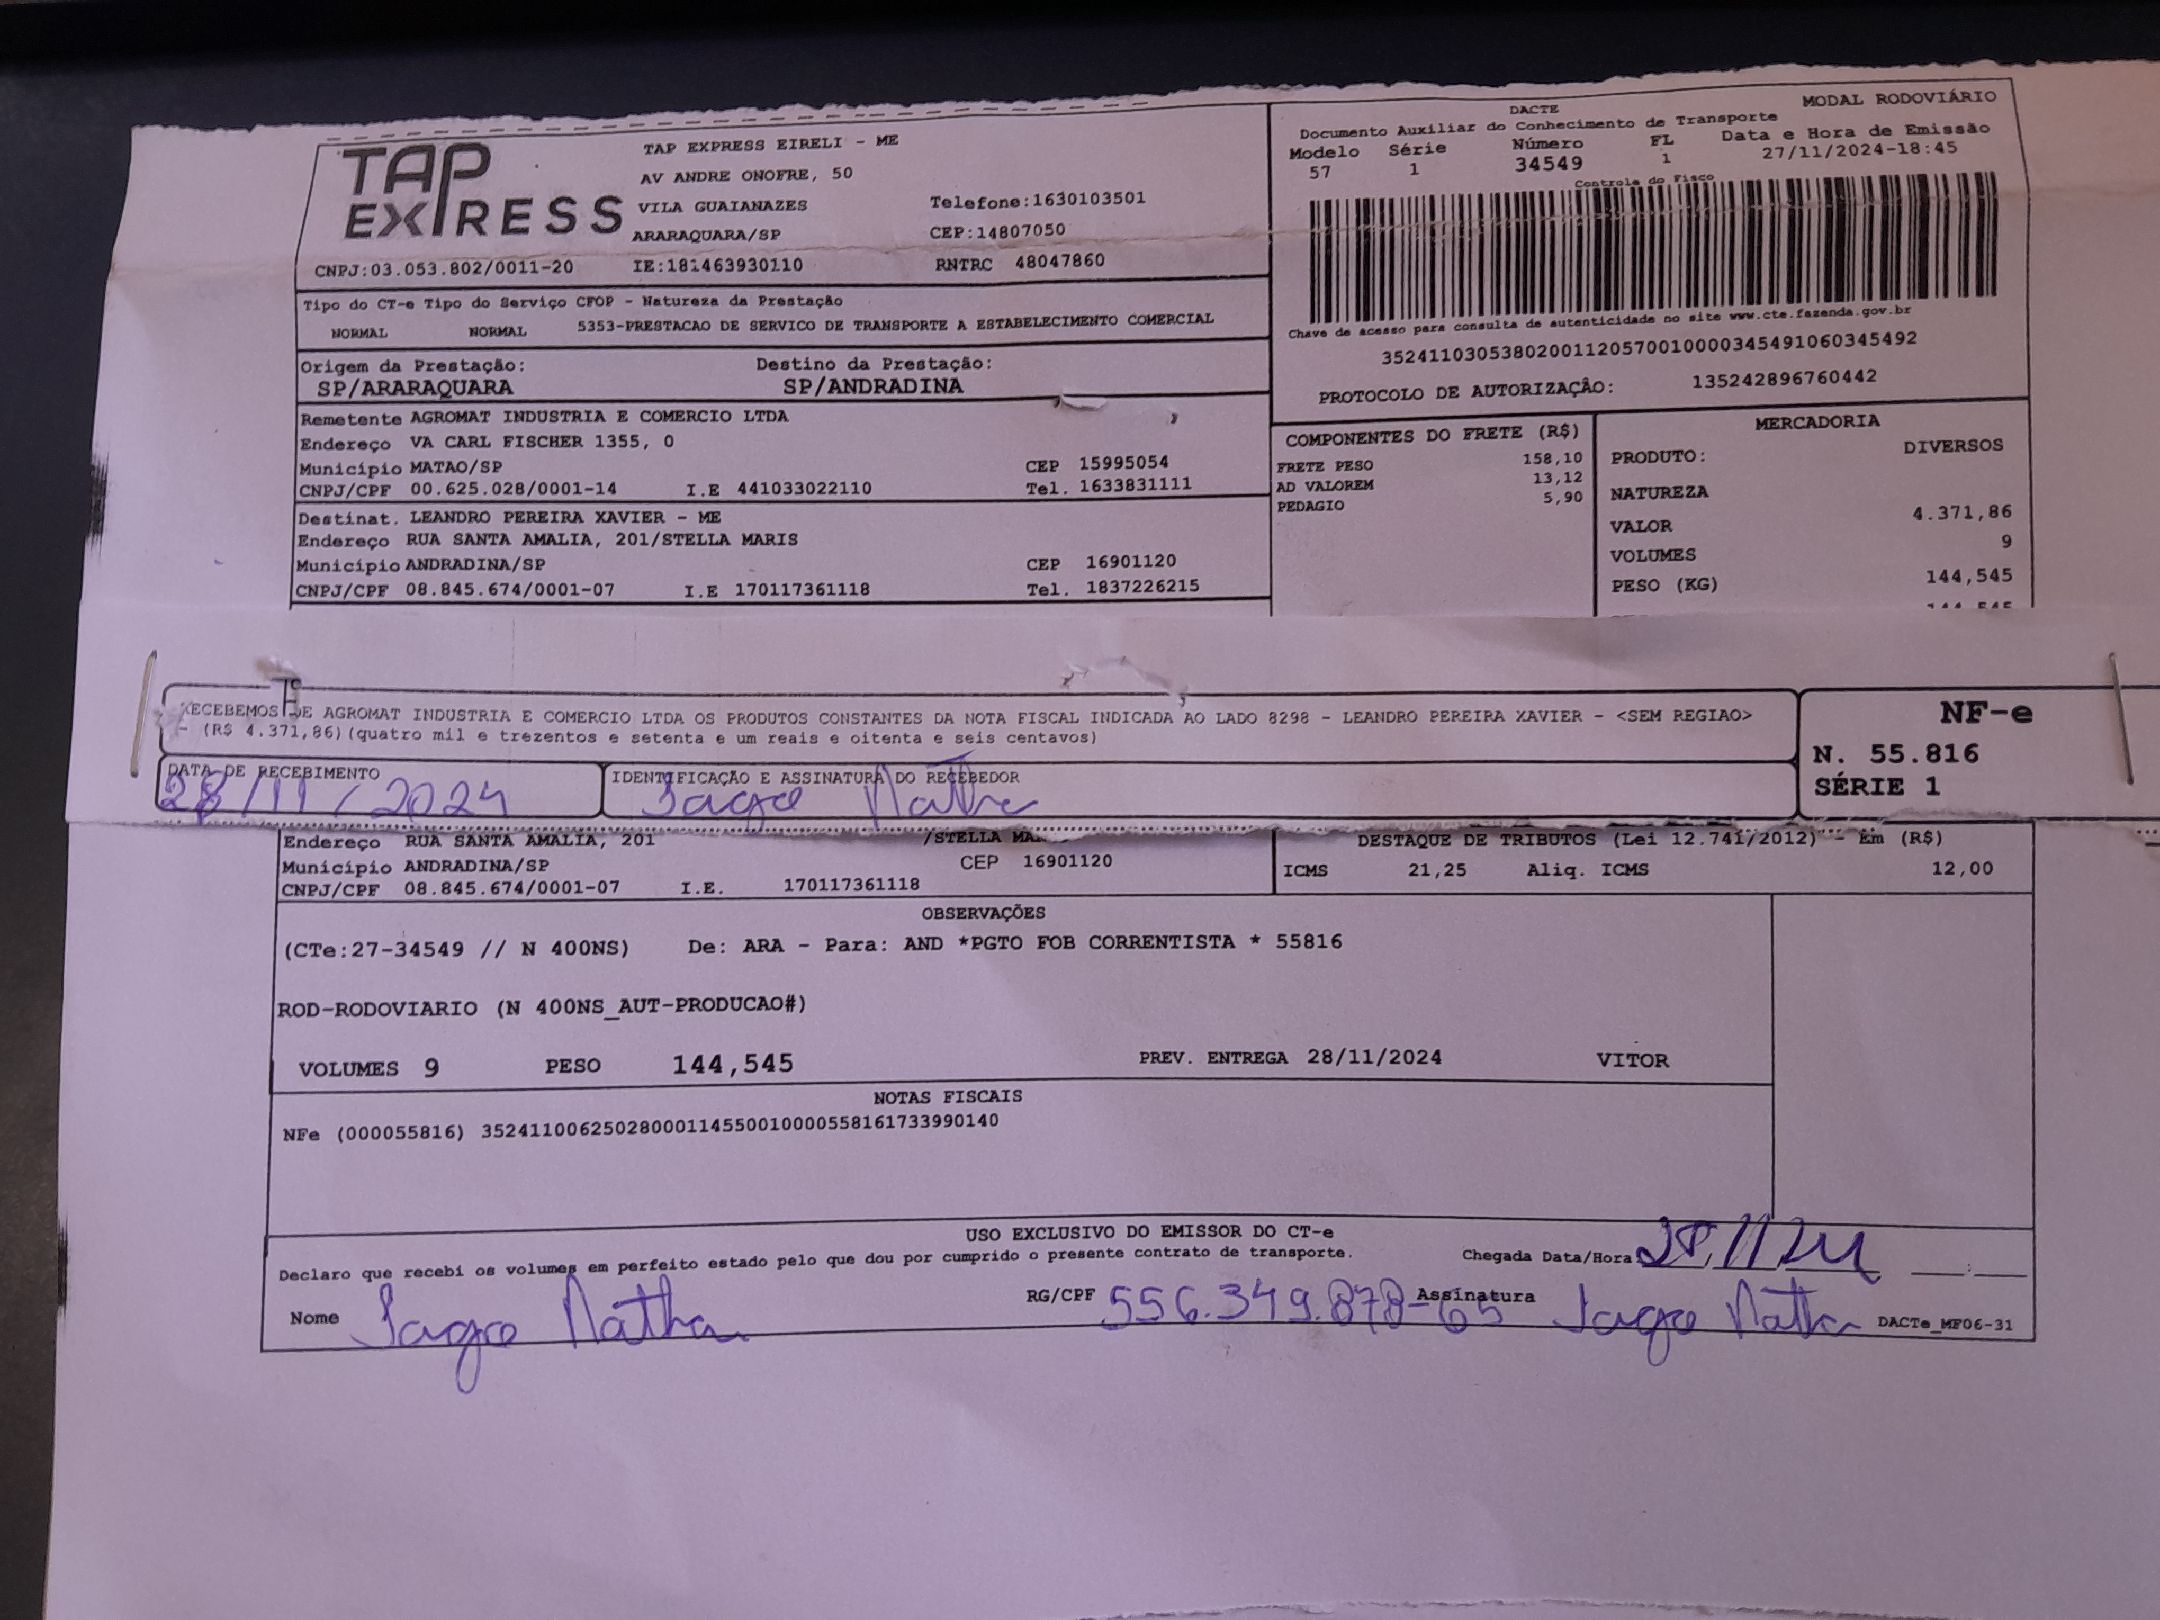 TAP EXPRESS
TAP EXPRESS EIRELI - ME
AV ANDRE ONOFRE, 50
VILA GUAIANAZES Telefone:1630103501
ARARAQUARA/SP CEP:14807050
CNPJ:03.053.802/0011-20 IE:181463930110 RNTRC 48047860
DACTE MODAL RODOVIÁRIO
Documento Auxiliar do Conhecimento de Transporte
Modelo Série Número FL Data e Hora de Emissão
57 1 34549 1 27/11/2024-18:45
Controle do Fisco
Chave de acesso para consulta de autenticidade no site www.cte.fazenda.gov.br
35241103053802001120570010000345491060345492
PROTOCOLO DE AUTORIZAÇÂO: 135242896760442
Tipo do CT-e Tipo do Serviço CFOP - Natureza da Prestação
NORMAL NORMAL 5353-PRESTACAO DE SERVICO DE TRANSPORTE A ESTABELECIMENTO COMERCIAL
Origem da Prestação: Destino da Prestação:
SP/ARARAQUARA SP/ANDRADINA
Remetente AGROMAT INDUSTRIA E COMERCIO LTDA
Endereço VA CARL FISCHER 1355, 0
Município MATAO/SP CEP 15995054
CNPJ/CPF 00.625.028/0001-14 I.E 441033022110 Tel. 1633831111
Destinat. LEANDRO PEREIRA XAVIER - ME
Endereço RUA SANTA AMALIA, 201/STELLA MARIS
Município ANDRADINA/SP CEP 16901120
CNPJ/CPF 08.845.674/0001-07 I.E 170117361118 Tel. 1837226215
COMPONENTES DO FRETE (R$)
FRETE PESO 158,10
AD VALOREM 13,12
PEDAGIO 5,90
MERCADORIA
PRODUTO: DIVERSOS
NATUREZA
VALOR 4.371,86
VOLUMES 9
PESO (KG) 144,545
RECEBEMOS DE AGROMAT INDUSTRIA E COMERCIO LTDA OS PRODUTOS CONSTANTES DA NOTA FISCAL INDICADA AO LADO 8298 - LEANDRO PEREIRA XAVIER - <SEM REGIAO>
- (R$ 4.371,86)(quatro mil e trezentos e setenta e um reais e oitenta e seis centavos)
DATA DE RECEBIMENTO IDENTIFICAÇÃO E ASSINATURA DO RECEBEDOR
28/11/2024
NF-e
N. 55.816
SÉRIE 1
Endereço RUA SANTA AMALIA, 201 /STELLA
Município ANDRADINA/SP CEP 16901120
CNPJ/CPF 08.845.674/0001-07 I.E. 170117361118
DESTAQUE DE TRIBUTOS (Lei 12.741/2012) - Em (R$)
ICMS 21,25 Aliq. ICMS 12,00
OBSERVAÇÕES
(CTe:27-34549 // N 400NS) De: ARA - Para: AND *PGTO FOB CORRENTISTA * 55816
ROD-RODOVIARIO (N 400NS_AUT-PRODUCAO#)
VOLUMES 9 PESO 144,545 PREV. ENTREGA 28/11/2024 VITOR
NOTAS FISCAIS
NFe (000055816) 35241100625028000114550010000558161733990140
USO EXCLUSIVO DO EMISSOR DO CT-e
Declaro que recebi os volumes em perfeito estado pelo que dou por cumprido o presente contrato de transporte. Chegada Data/Hora: 28/11/24
Nome RG/CPF 556.349.878-65 Assinatura DACTe_MF06-31